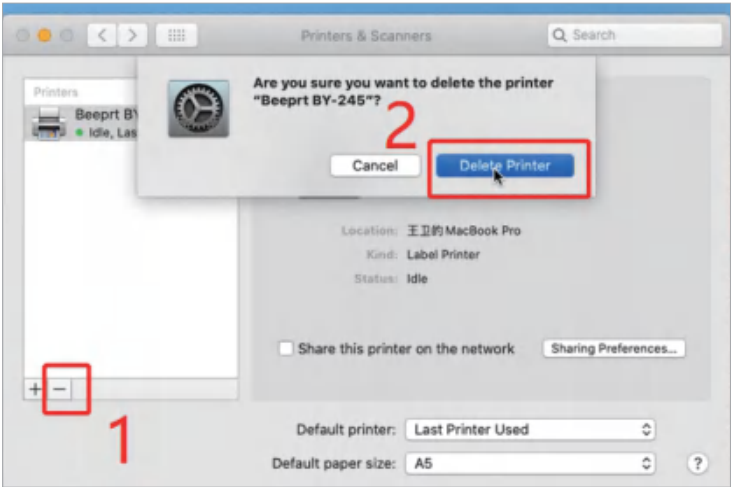 Printers & Scanners
Search
Printers
Beeprt BY
Idle, Las
Are you sure you want to delete the printer
"Beeprt BY-245"?
2
Cancel
Delete Printer
Location: 王卫的 MacBook Pro
Kind: Label Printer
Status: Idle
Share this printer on the network
Sharing Preferences...
+ −
1
Default printer: Last Printer Used
Default paper size: A5
?